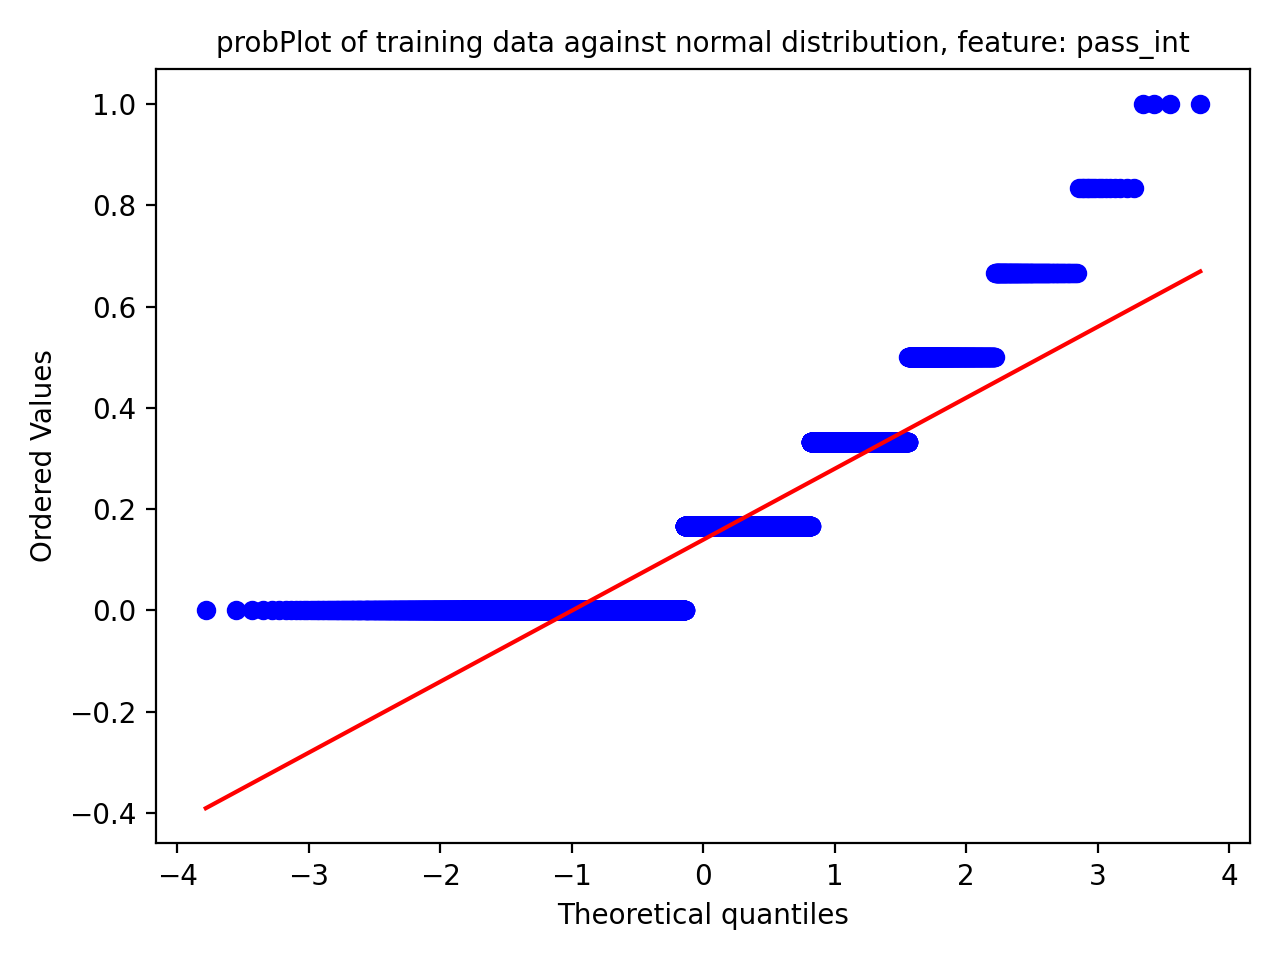 probPlot of training data against normal distribution, feature: pass_int
1.0
0.8
0.6
0.4
0.2
0.0
−0.2
−0.4
Ordered Values
−4 −3 −2 −1 0 1 2 3 4
Theoretical quantiles